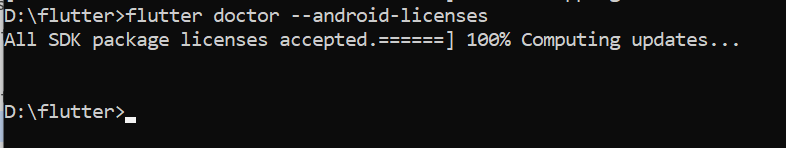 D:\flutter>flutter doctor --android-licenses
All SDK package licenses accepted.======] 100% Computing updates...
D:\flutter>